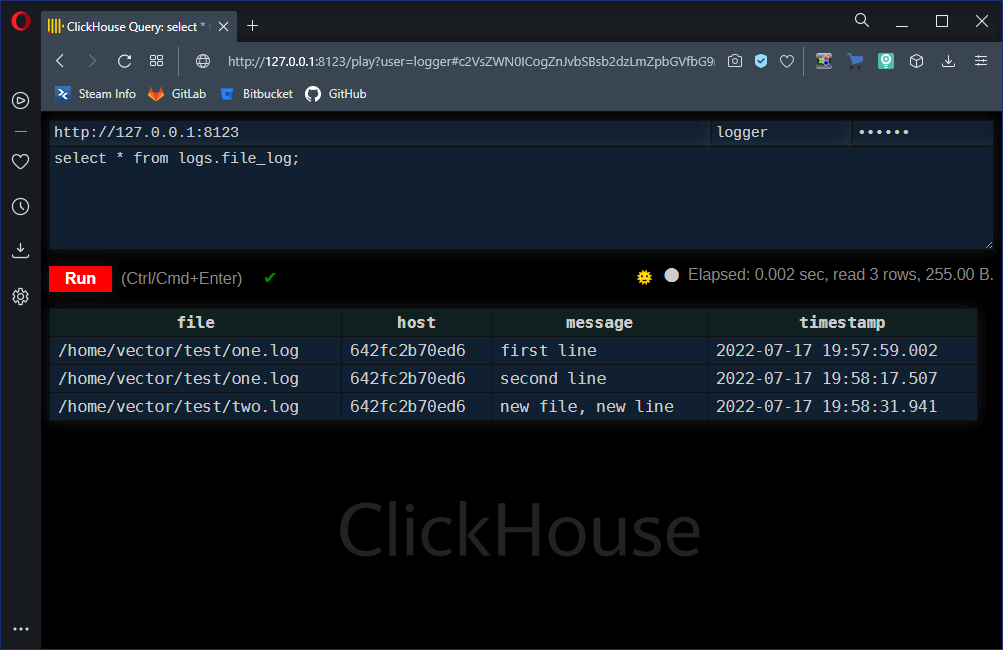 ClickHouse Query: select *
http://127.0.0.1:8123/play?user=logger#c2VsZWN0ICogZnJvbSBsb2dzLmZpbGVfbG9n
Steam Info GitLab Bitbucket GitHub
http://127.0.0.1:8123 logger ••••••
select * from logs.file_log;
Run (Ctrl/Cmd+Enter) ✔ Elapsed: 0.002 sec, read 3 rows, 255.00 B.
file host message timestamp
/home/vector/test/one.log 642fc2b70ed6 first line 2022-07-17 19:57:59.002
/home/vector/test/one.log 642fc2b70ed6 second line 2022-07-17 19:58:17.507
/home/vector/test/two.log 642fc2b70ed6 new file, new line 2022-07-17 19:58:31.941
ClickHouse